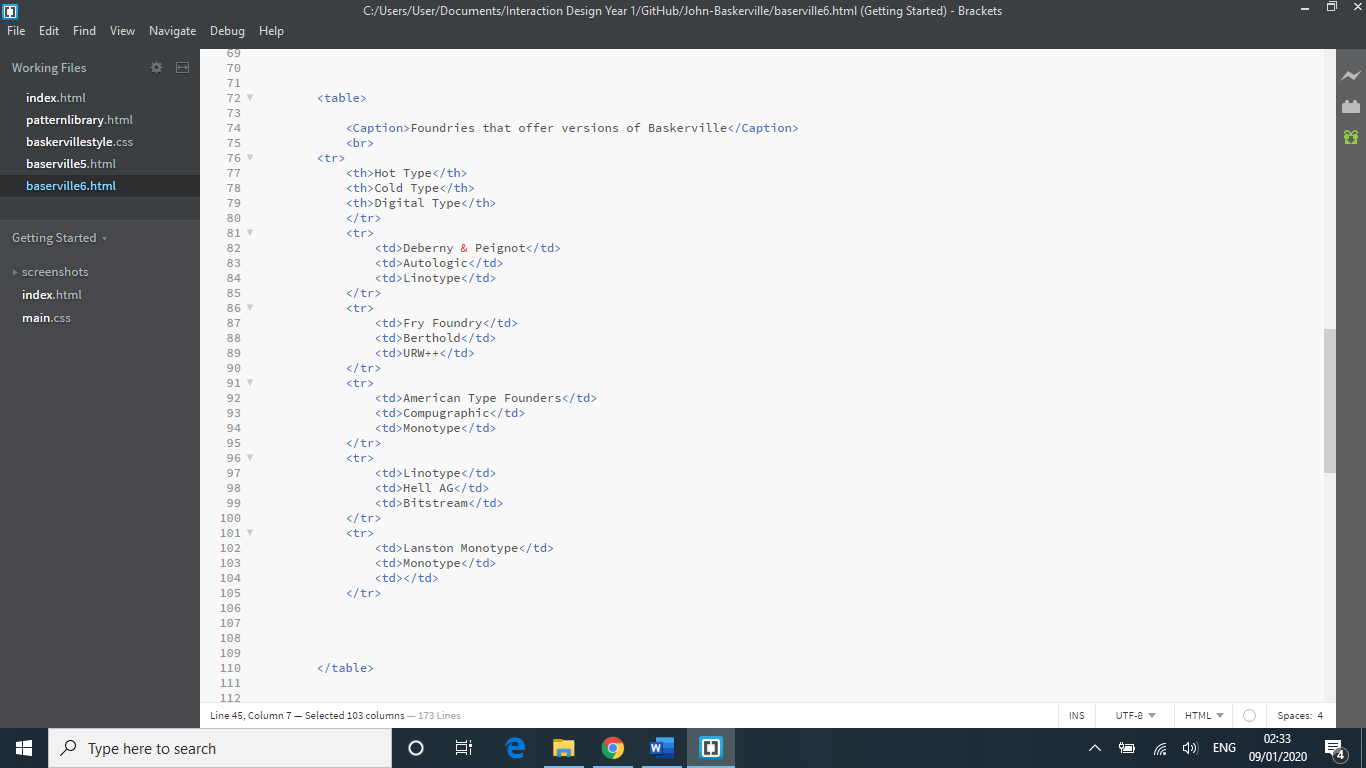 C:/Users/User/Documents/Interaction Design Year 1/GitHub/John-Baskerville/baserville6.html (Getting Started) - Brackets
File Edit Find View Navigate Debug Help
Working Files
index.html
patternlibrary.html
baskervillestyle.css
baserville5.html
baserville6.html
Getting Started
screenshots
index.html
main.css
69
70
71
72 <table>
73
74 <Caption>Foundries that offer versions of Baskerville</Caption>
75 <br>
76 <tr>
77 <th>Hot Type</th>
78 <th>Cold Type</th>
79 <th>Digital Type</th>
80 </tr>
81 <tr>
82 <td>Deberny & Peignot</td>
83 <td>Autologic</td>
84 <td>Linotype</td>
85 </tr>
86 <tr>
87 <td>Fry Foundry</td>
88 <td>Berthold</td>
89 <td>URW++</td>
90 </tr>
91 <tr>
92 <td>American Type Founders</td>
93 <td>Compugraphic</td>
94 <td>Monotype</td>
95 </tr>
96 <tr>
97 <td>Linotype</td>
98 <td>Hell AG</td>
99 <td>Bitstream</td>
100 </tr>
101 <tr>
102 <td>Lanston Monotype</td>
103 <td>Monotype</td>
104 <td></td>
105 </tr>
106
107
108
109
110 </table>
111
112
Line 45, Column 7 — Selected 103 columns — 173 Lines
INS UTF-8 HTML Spaces: 4
Type here to search
ENG
02:33
09/01/2020
4